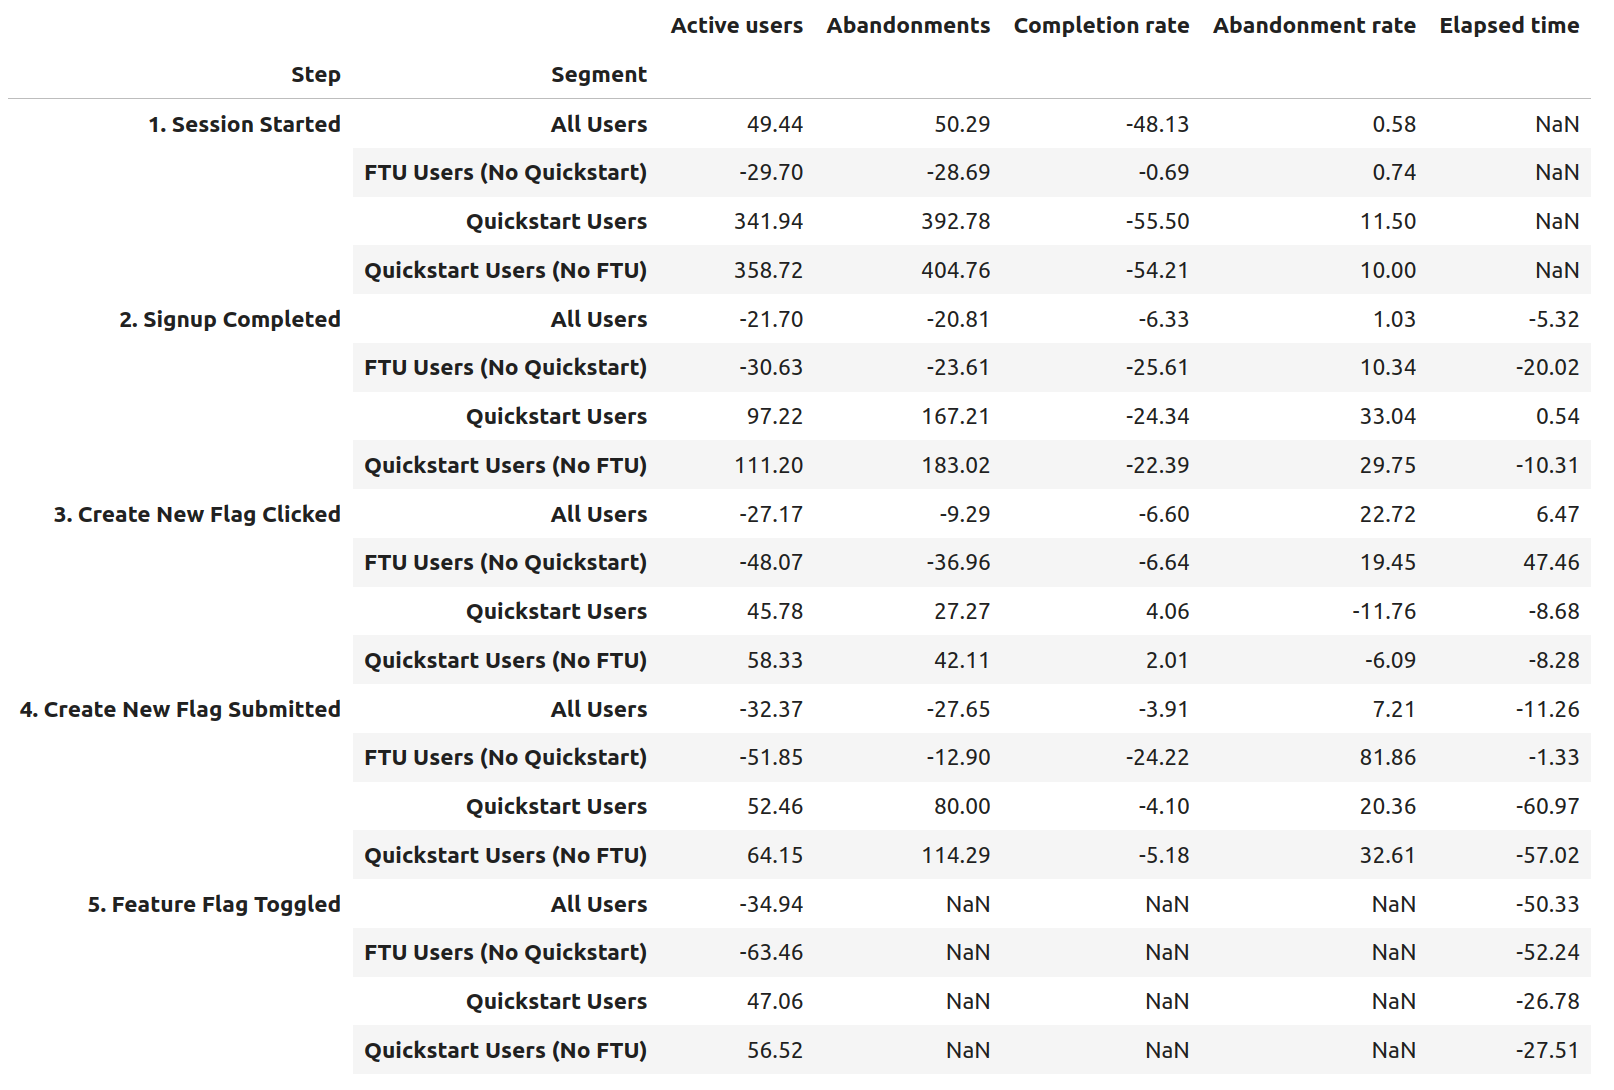 Active users Abandonments Completion rate Abandonment rate Elapsed time
Step Segment
1. Session Started All Users 49.44 50.29 -48.13 0.58 NaN
FTU Users (No Quickstart) -29.70 -28.69 -0.69 0.74 NaN
Quickstart Users 341.94 392.78 -55.50 11.50 NaN
Quickstart Users (No FTU) 358.72 404.76 -54.21 10.00 NaN
2. Signup Completed All Users -21.70 -20.81 -6.33 1.03 -5.32
FTU Users (No Quickstart) -30.63 -23.61 -25.61 10.34 -20.02
Quickstart Users 97.22 167.21 -24.34 33.04 0.54
Quickstart Users (No FTU) 111.20 183.02 -22.39 29.75 -10.31
3. Create New Flag Clicked All Users -27.17 -9.29 -6.60 22.72 6.47
FTU Users (No Quickstart) -48.07 -36.96 -6.64 19.45 47.46
Quickstart Users 45.78 27.27 4.06 -11.76 -8.68
Quickstart Users (No FTU) 58.33 42.11 2.01 -6.09 -8.28
4. Create New Flag Submitted All Users -32.37 -27.65 -3.91 7.21 -11.26
FTU Users (No Quickstart) -51.85 -12.90 -24.22 81.86 -1.33
Quickstart Users 52.46 80.00 -4.10 20.36 -60.97
Quickstart Users (No FTU) 64.15 114.29 -5.18 32.61 -57.02
5. Feature Flag Toggled All Users -34.94 NaN NaN NaN -50.33
FTU Users (No Quickstart) -63.46 NaN NaN NaN -52.24
Quickstart Users 47.06 NaN NaN NaN -26.78
Quickstart Users (No FTU) 56.52 NaN NaN NaN -27.51